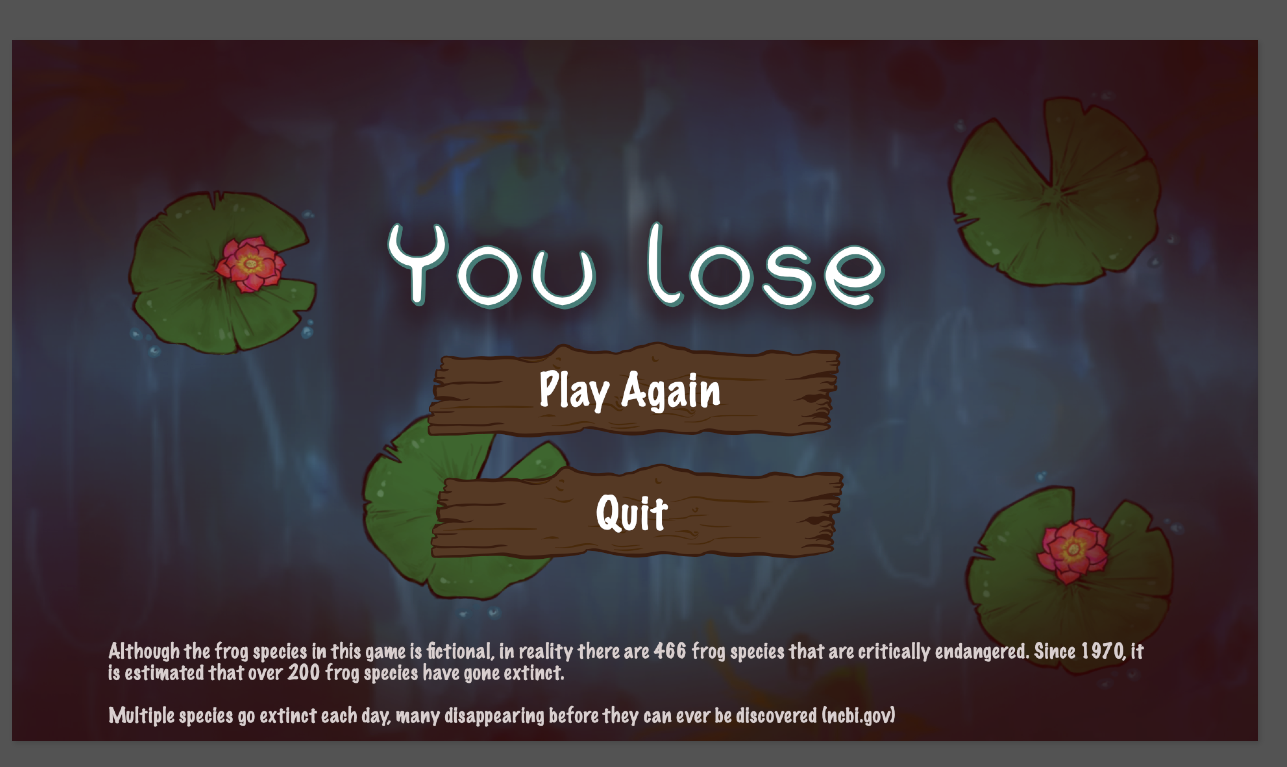 You lose
Play Again
Quit
Although the frog species in this game is fictional, in reality there are 466 frog species that are critically endangered. Since 1970, it
is estimated that over 200 frog species have gone extinct.
Multiple species go extinct each day, many disappearing before they can ever be discovered (ncbi.gov)